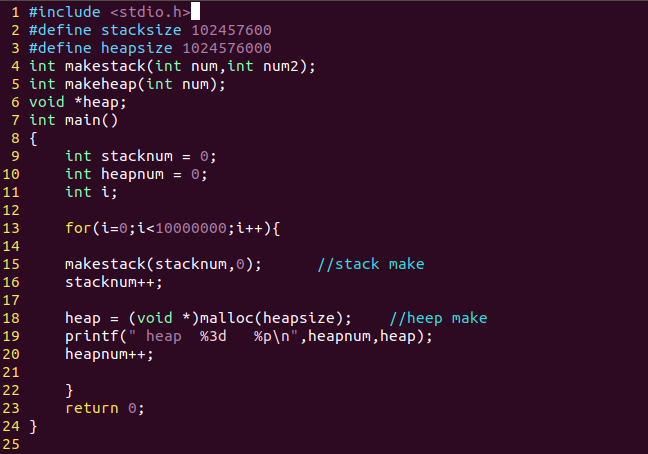 1 #include <stdio.h>
2 #define stacksize 102457600
3 #define heapsize 1024576000
4 int makestack(int num,int num2);
5 int makeheap(int num);
6 void *heap;
7 int main()
8 {
9     int stacknum = 0;
10     int heapnum = 0;
11     int i;
12
13     for(i=0;i<10000000;i++){
14
15     makestack(stacknum,0);      //stack make
16     stacknum++;
17
18     heap = (void *)malloc(heapsize);    //heep make
19     printf(" heap  %3d   %p\n",heapnum,heap);
20     heapnum++;
21
22     }
23     return 0;
24 }
25